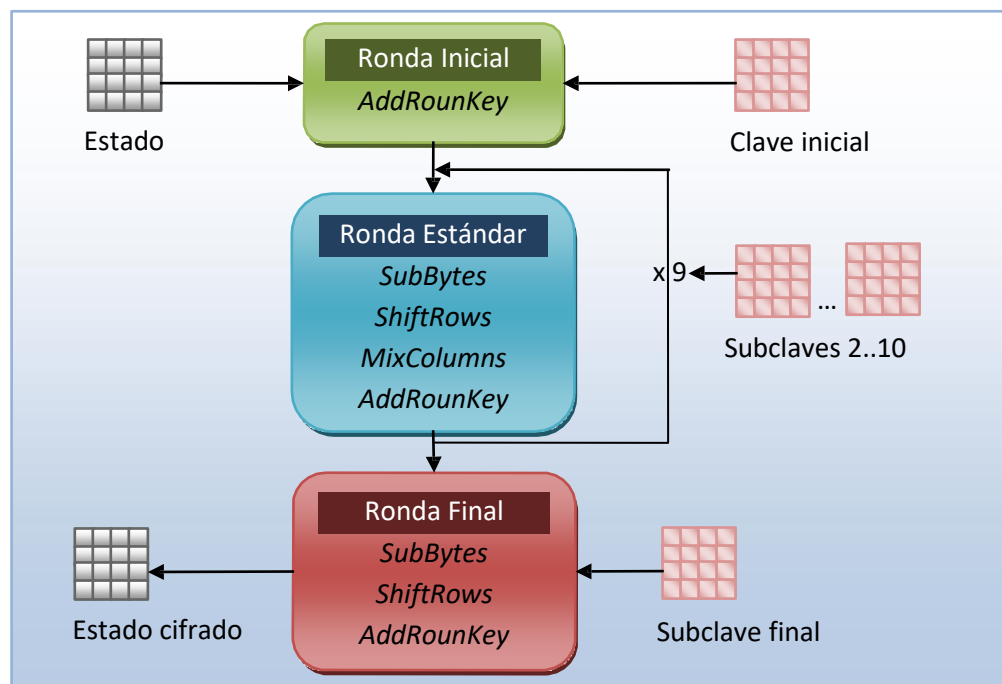 Ronda Inicial
AddRounKey
Estado
Clave inicial
Ronda Estándar
SubBytes
ShiftRows
MixColumns
AddRounKey
x 9
...
Subclaves 2..10
Ronda Final
SubBytes
ShiftRows
AddRounKey
Estado cifrado
Subclave final